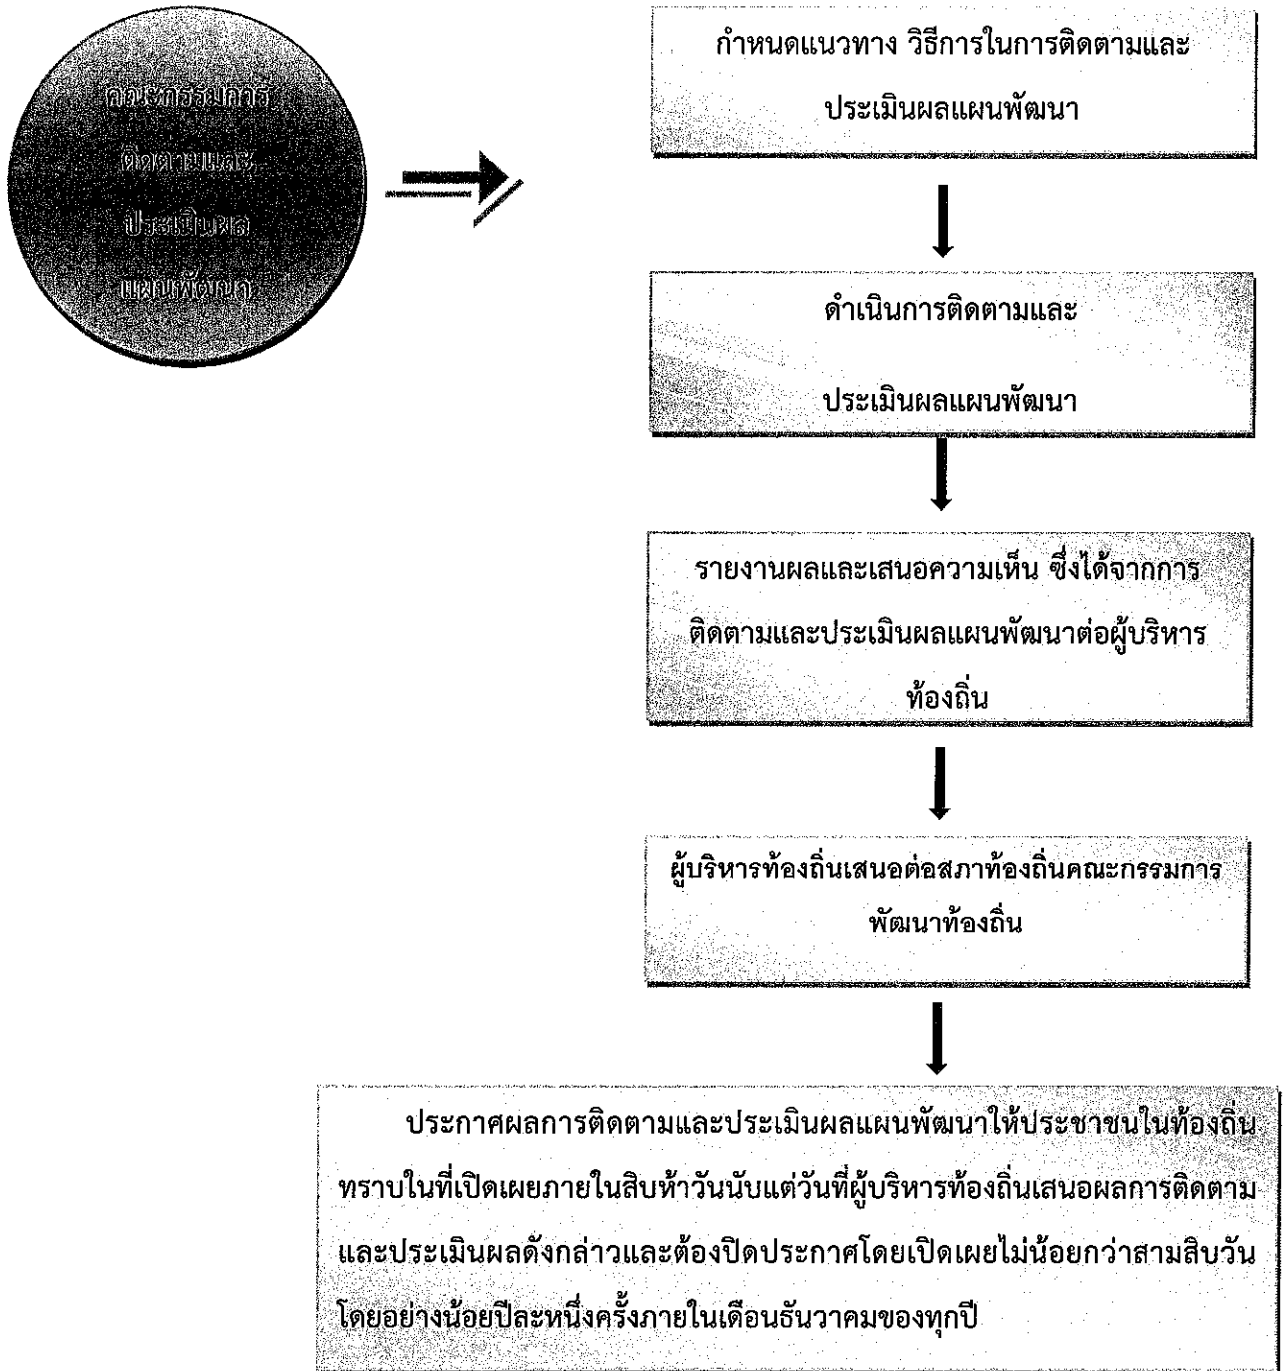 คณะกรรมการ
ติดตามและ
ประเมินผล
แผนพัฒนา
กำหนดแนวทาง วิธีการในการติดตามและ
ประเมินผลแผนพัฒนา
ดำเนินการติดตามและ
ประเมินผลแผนพัฒนา
รายงานผลและเสนอความเห็น ซึ่งได้จากการ
ติดตามและประเมินผลแผนพัฒนาต่อผู้บริหาร
ท้องถิ่น
ผู้บริหารท้องถิ่นเสนอต่อสภาท้องถิ่นคณะกรรมการ
พัฒนาท้องถิ่น
ประกาศผลการติดตามและประเมินผลแผนพัฒนาให้ประชาชนในท้องถิ่น
ทราบในที่เปิดเผยภายในสิบห้าวันนับแต่วันที่ผู้บริหารท้องถิ่นเสนอผลการติดตาม
และประเมินผลดังกล่าวและต้องปิดประกาศโดยเปิดเผยไม่น้อยกว่าสามสิบวัน
โดยอย่างน้อยปีละหนึ่งครั้งภายในเดือนธันวาคมของทุกปี